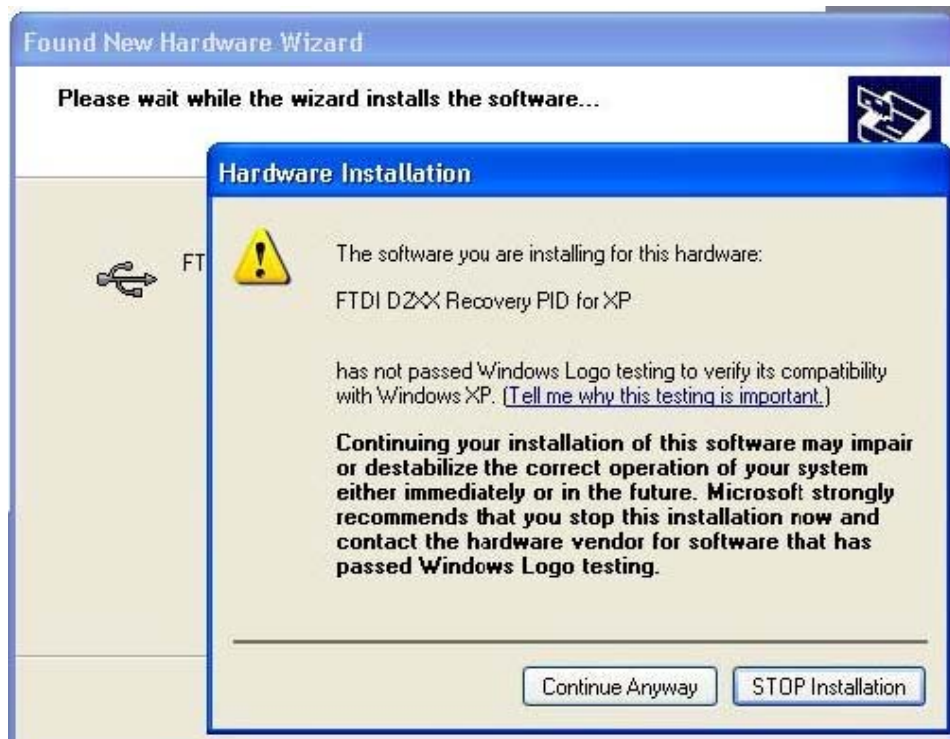 Found New Hardware Wizard
Please wait while the wizard installs the software...
Hardware Installation
FT
The software you are installing for this hardware:
FTDI D2XX Recovery PID for XP
has not passed Windows Logo testing to verify its compatibility
with Windows XP. (Tell me why this testing is important.)
Continuing your installation of this software may impair
or destabilize the correct operation of your system
either immediately or in the future. Microsoft strongly
recommends that you stop this installation now and
contact the hardware vendor for software that has
passed Windows Logo testing.
Continue Anyway
STOP Installation